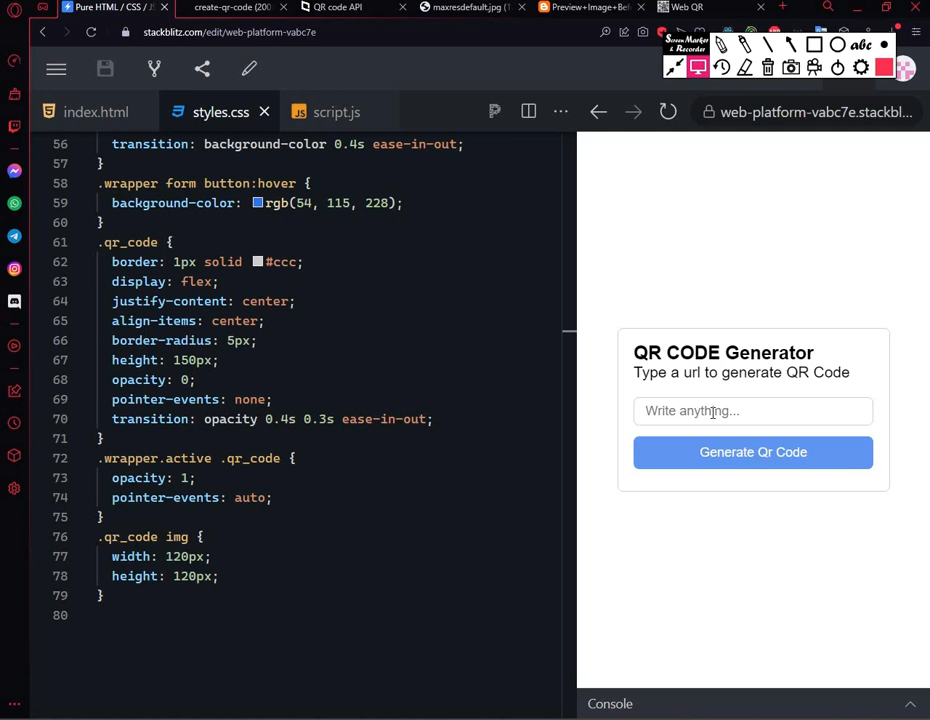 Pure HTML / CSS / J
create-qr-code (200
QR code API
maxresdefault.jpg (1
Preview+Image+Bef
Web QR
stackblitz.com/edit/web-platform-vabc7e
Screen Marker
& Recorder
abc
index.html
styles.css
JS script.js
web-platform-vabc7e.stackbl...
56 transition: background-color 0.4s ease-in-out;
57 }
58 .wrapper form button:hover {
59 background-color: rgb(54, 115, 228);
60 }
61 .qr_code {
62 border: 1px solid #ccc;
63 display: flex;
64 justify-content: center;
65 align-items: center;
66 border-radius: 5px;
67 height: 150px;
68 opacity: 0;
69 pointer-events: none;
70 transition: opacity 0.4s 0.3s ease-in-out;
71 }
72 .wrapper.active .qr_code {
73 opacity: 1;
74 pointer-events: auto;
75 }
76 .qr_code img {
77 width: 120px;
78 height: 120px;
79 }
80
QR CODE Generator
Type a url to generate QR Code
Write anything...
Generate Qr Code
Console